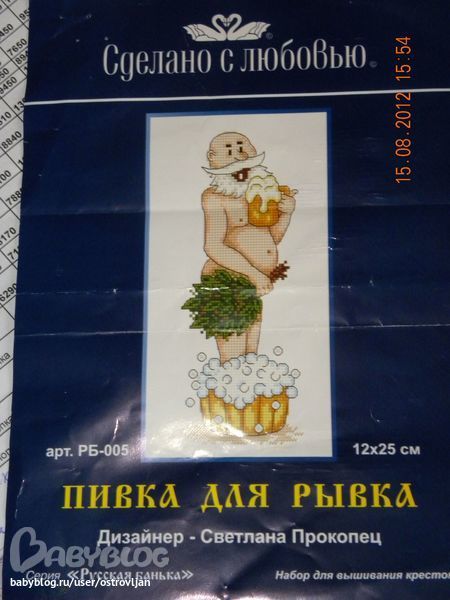 Сделано с любовью
15.08.2012 15:54
арт. РБ-005
12x25 см
ПИВКА ДЛЯ РЫВКА
Дизайнер - Светлана Прокопец
BABYBLOG
babyblog.ru/user/ostrovljan
Серия «Русская банька»
Набор для вышивания крестом